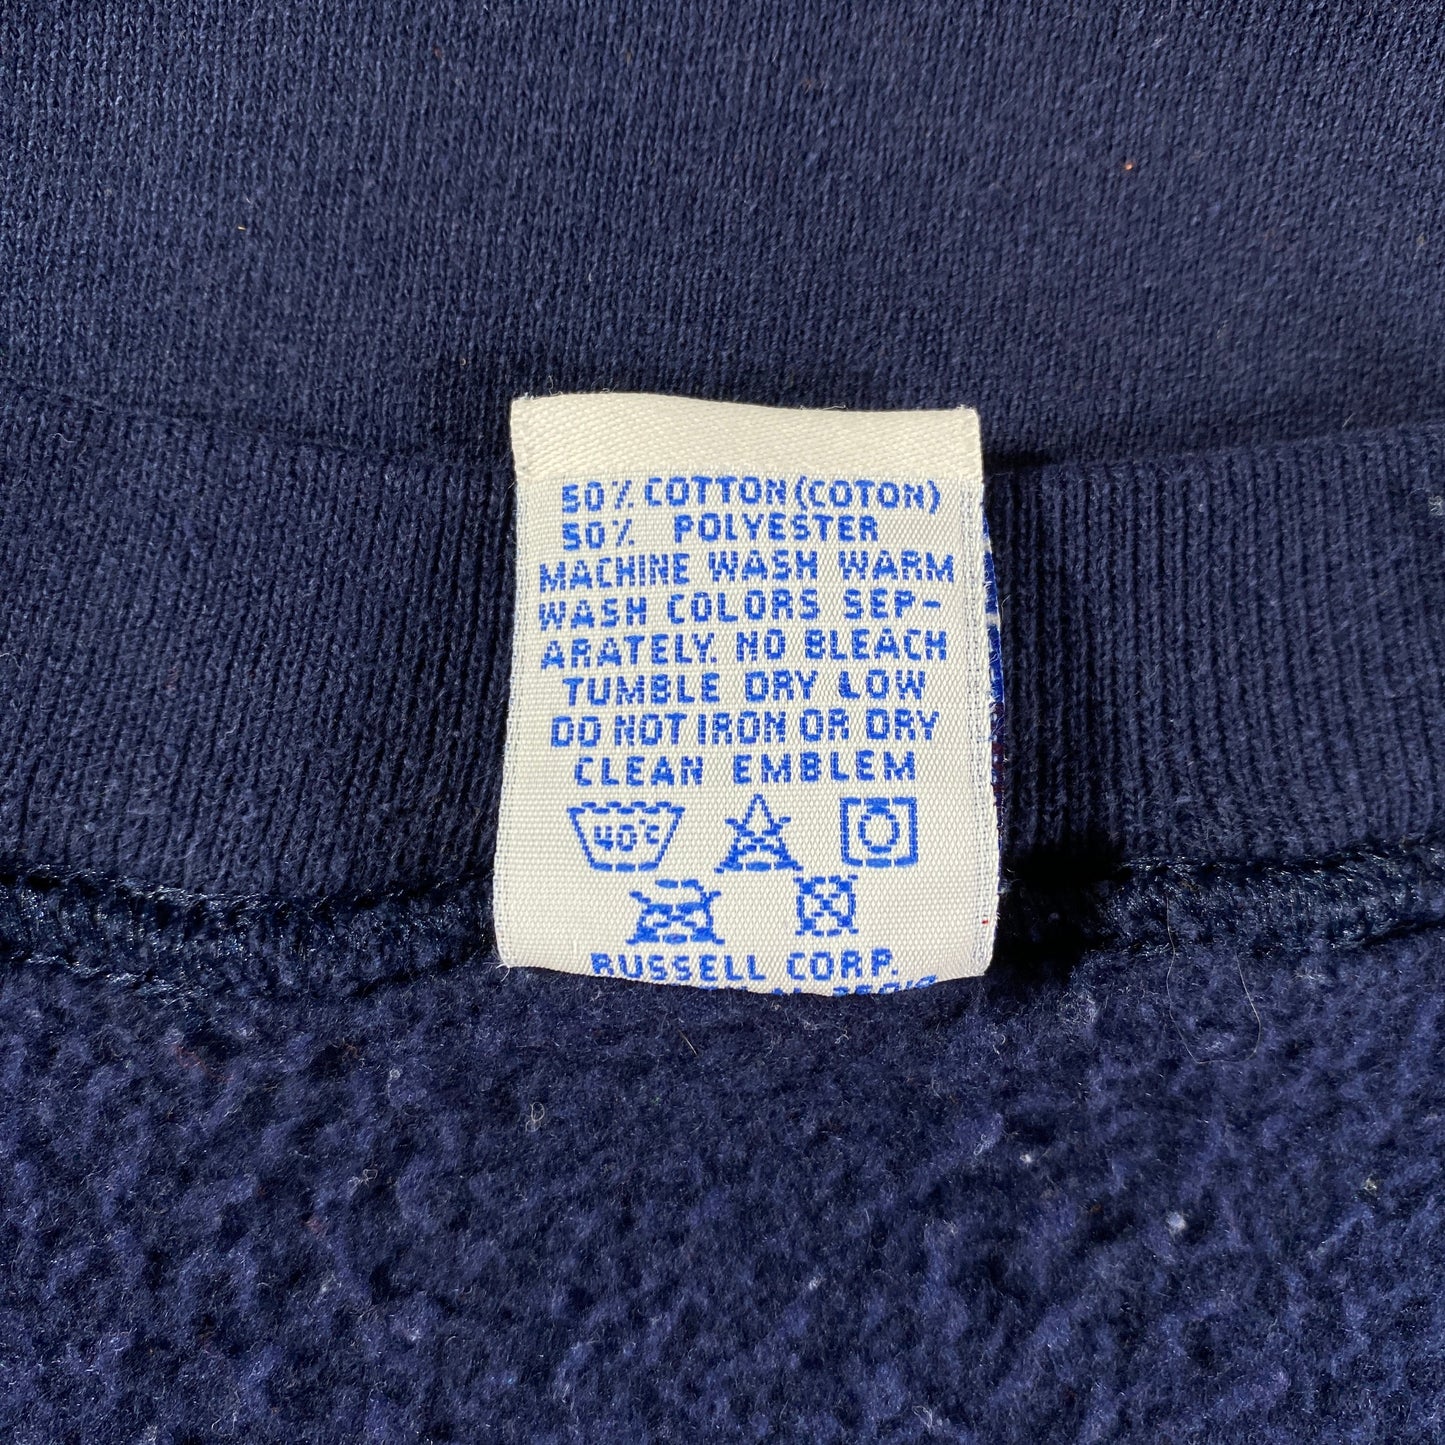 50% COTTON (COTON)
50% POLYESTER
MACHINE WASH WARM
WASH COLORS SEP-
ARATELY. NO BLEACH
TUMBLE DRY LOW
DO NOT IRON OR DRY
CLEAN EMBLEM
40°C
RUSSELL CORP.